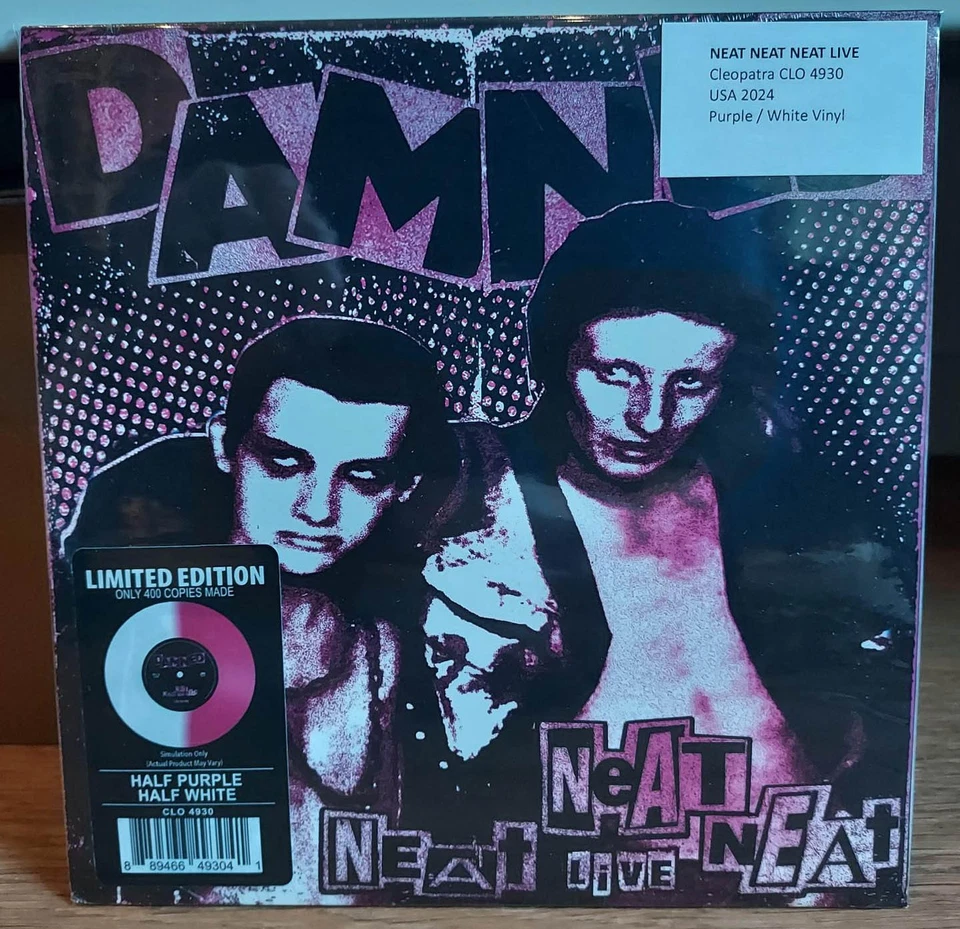 DAMN
NEAT NEAT NEAT LIVE
Cleopatra CLO 4930
USA 2024
Purple / White Vinyl
LIMITED EDITION
ONLY 400 COPIES MADE
DAMNED
Simulation Only
(Actual Product May Vary)
HALF PURPLE
HALF WHITE
CLO 4930
8 89466 49304 1
NeAT
NEAt LiVE NEAt